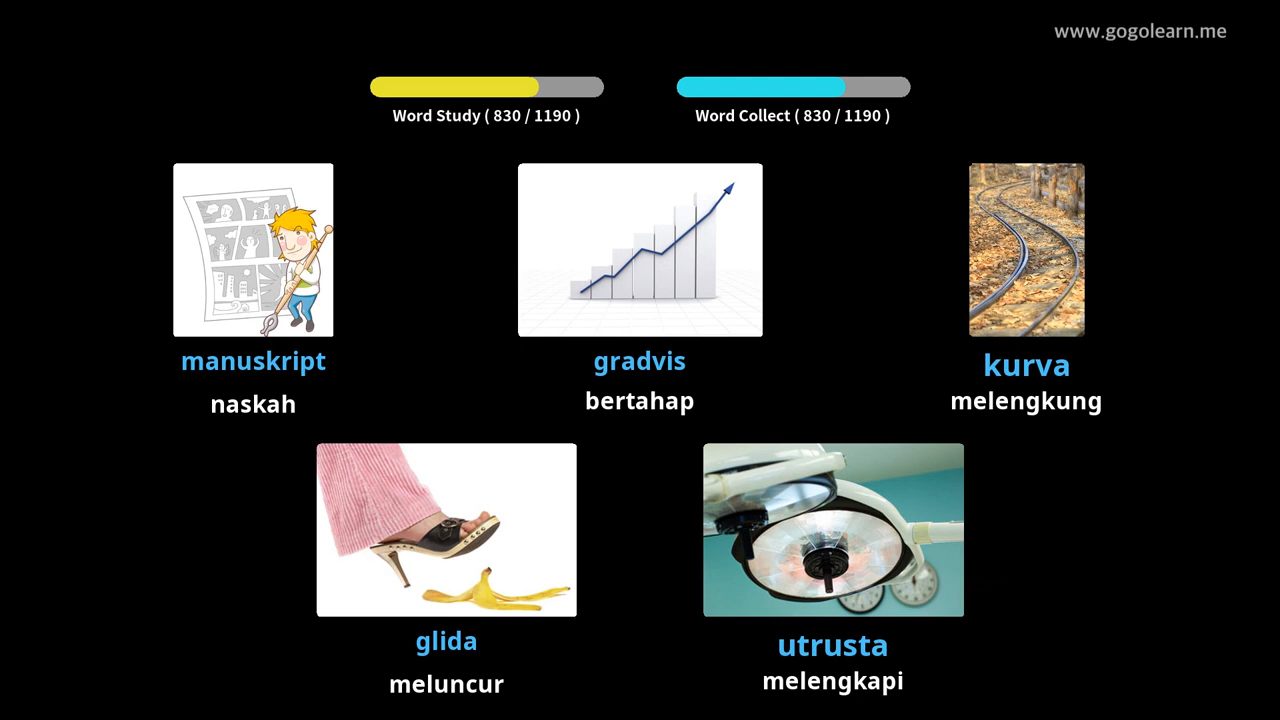 www.gogolearn.me
Word Study ( 830 / 1190 )
Word Collect ( 830 / 1190 )
manuskript
naskah
gradvis
bertahap
kurva
melengkung
glida
meluncur
utrusta
melengkapi